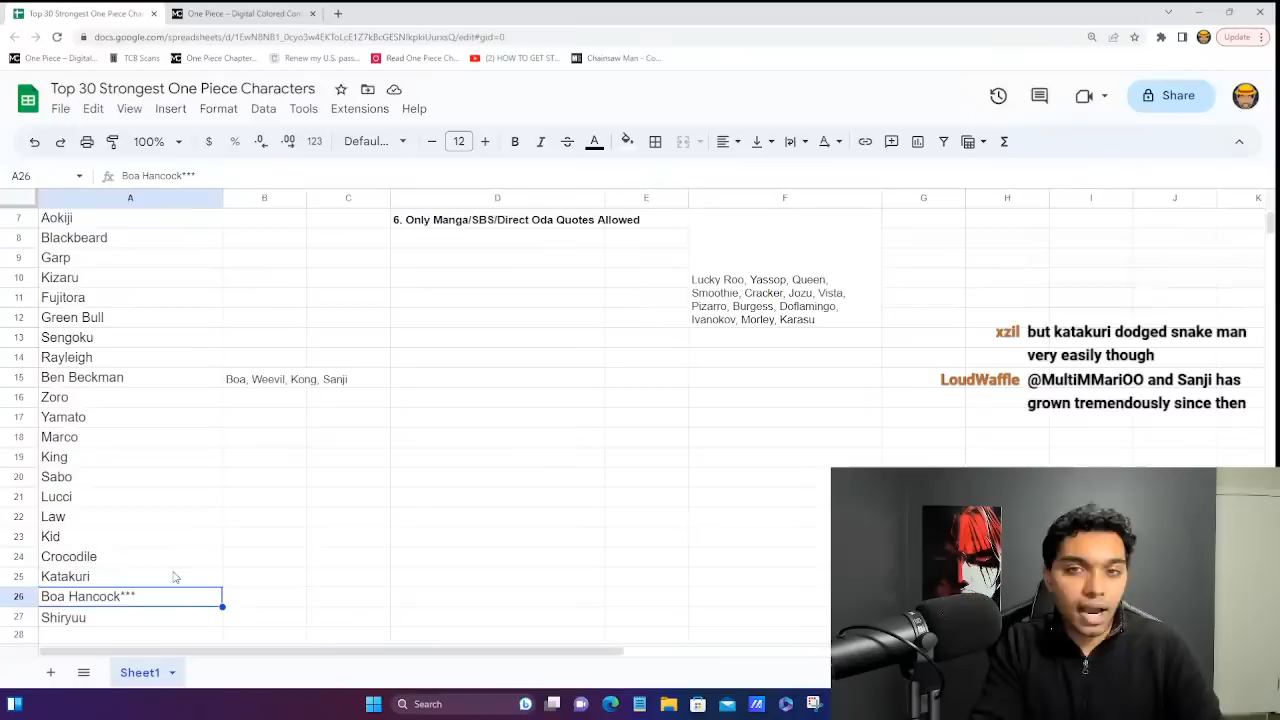 Top 30 Strongest One Piece Cha
One Piece – Digital Colored Com
docs.google.com/spreadsheets/d/1EwN8NB1_0cyo3w4EKToLcE1Z7kBcGESNIkpkiUurxsQ/edit#gid=0
Update
One Piece – Digital...
TCB Scans
One Piece Chapter...
Renew my U.S. pass...
Read One Piece Ch...
(2) HOW TO GET ST...
Chainsaw Man - Co...
Top 30 Strongest One Piece Characters
Share
File Edit View Insert Format Data Tools Extensions Help
100% $ % .0 .00 123 Defaul... 12 B I A
A26 fx Boa Hancock***
A B C D E F G H I J K
7 Aokiji 6. Only Manga/SBS/Direct Oda Quotes Allowed
8 Blackbeard
9 Garp
10 Kizaru
11 Fujitora
12 Green Bull
Lucky Roo, Yassop, Queen,
Smoothie, Cracker, Jozu, Vista,
Pizarro, Burgess, Doflamingo,
Ivanokov, Morley, Karasu
13 Sengoku
14 Rayleigh
15 Ben Beckman Boa, Weevil, Kong, Sanji
16 Zoro
17 Yamato
18 Marco
19 King
20 Sabo
21 Lucci
22 Law
23 Kid
24 Crocodile
25 Katakuri
26 Boa Hancock***
27 Shiryuu
28
xzil but katakuri dodged snake man
very easily though
LoudWaffle @MultiMMariOO and Sanji has
grown tremendously since then
Sheet1
Search